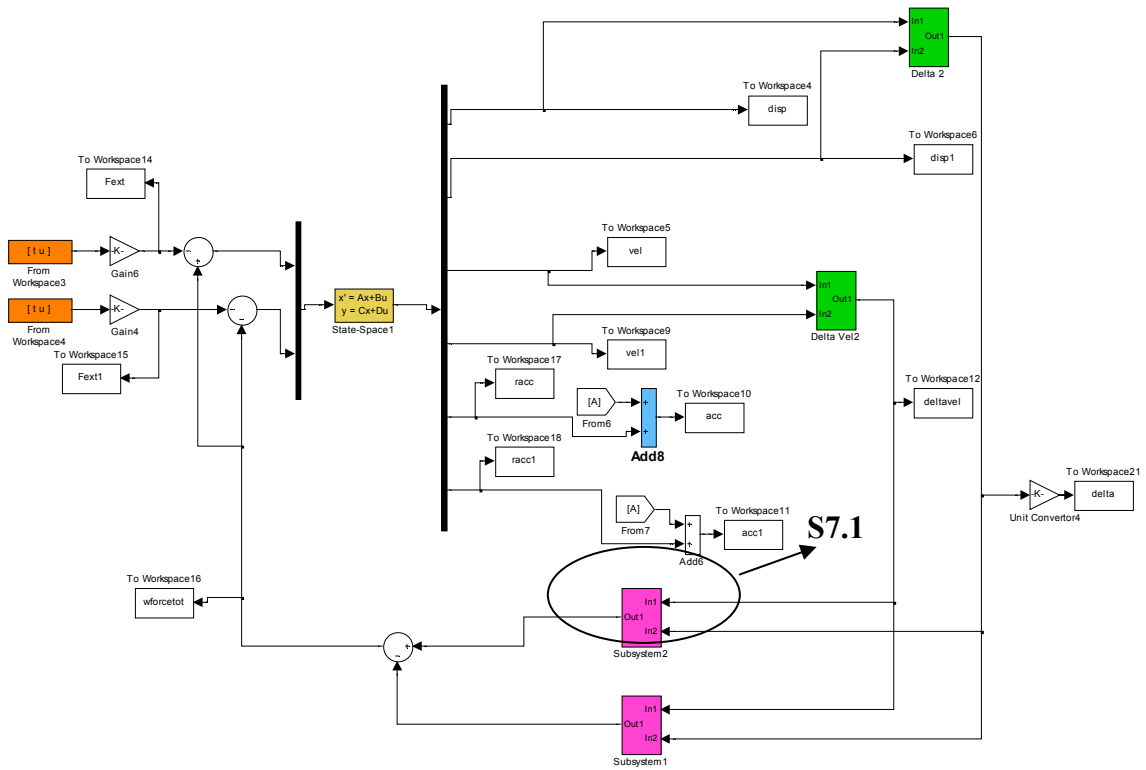 In1
Out1
In2
Delta 2
To Workspace4
disp
To Workspace6
disp1
To Workspace14
Fext
To Workspace5
vel
[ t u ]
-K-
From
Workspace3
Gain6
[ t u ]
-K-
From
Workspace4
Gain4
x' = Ax+Bu
y = Cx+Du
State-Space1
In1
Out1
In2
Delta Vel2
To Workspace9
vel1
To Workspace15
Fext1
To Workspace17
racc
[A]
From6
+
+
Add8
To Workspace10
acc
To Workspace12
deltavel
To Workspace18
racc1
[A]
From7
+
+
Add6
To Workspace11
acc1
S7.1
-K-
Unit Convertor4
To Workspace21
delta
To Workspace16
wforcetot
In1
Out1
In2
Subsystem2
In1
Out1
In2
Subsystem1